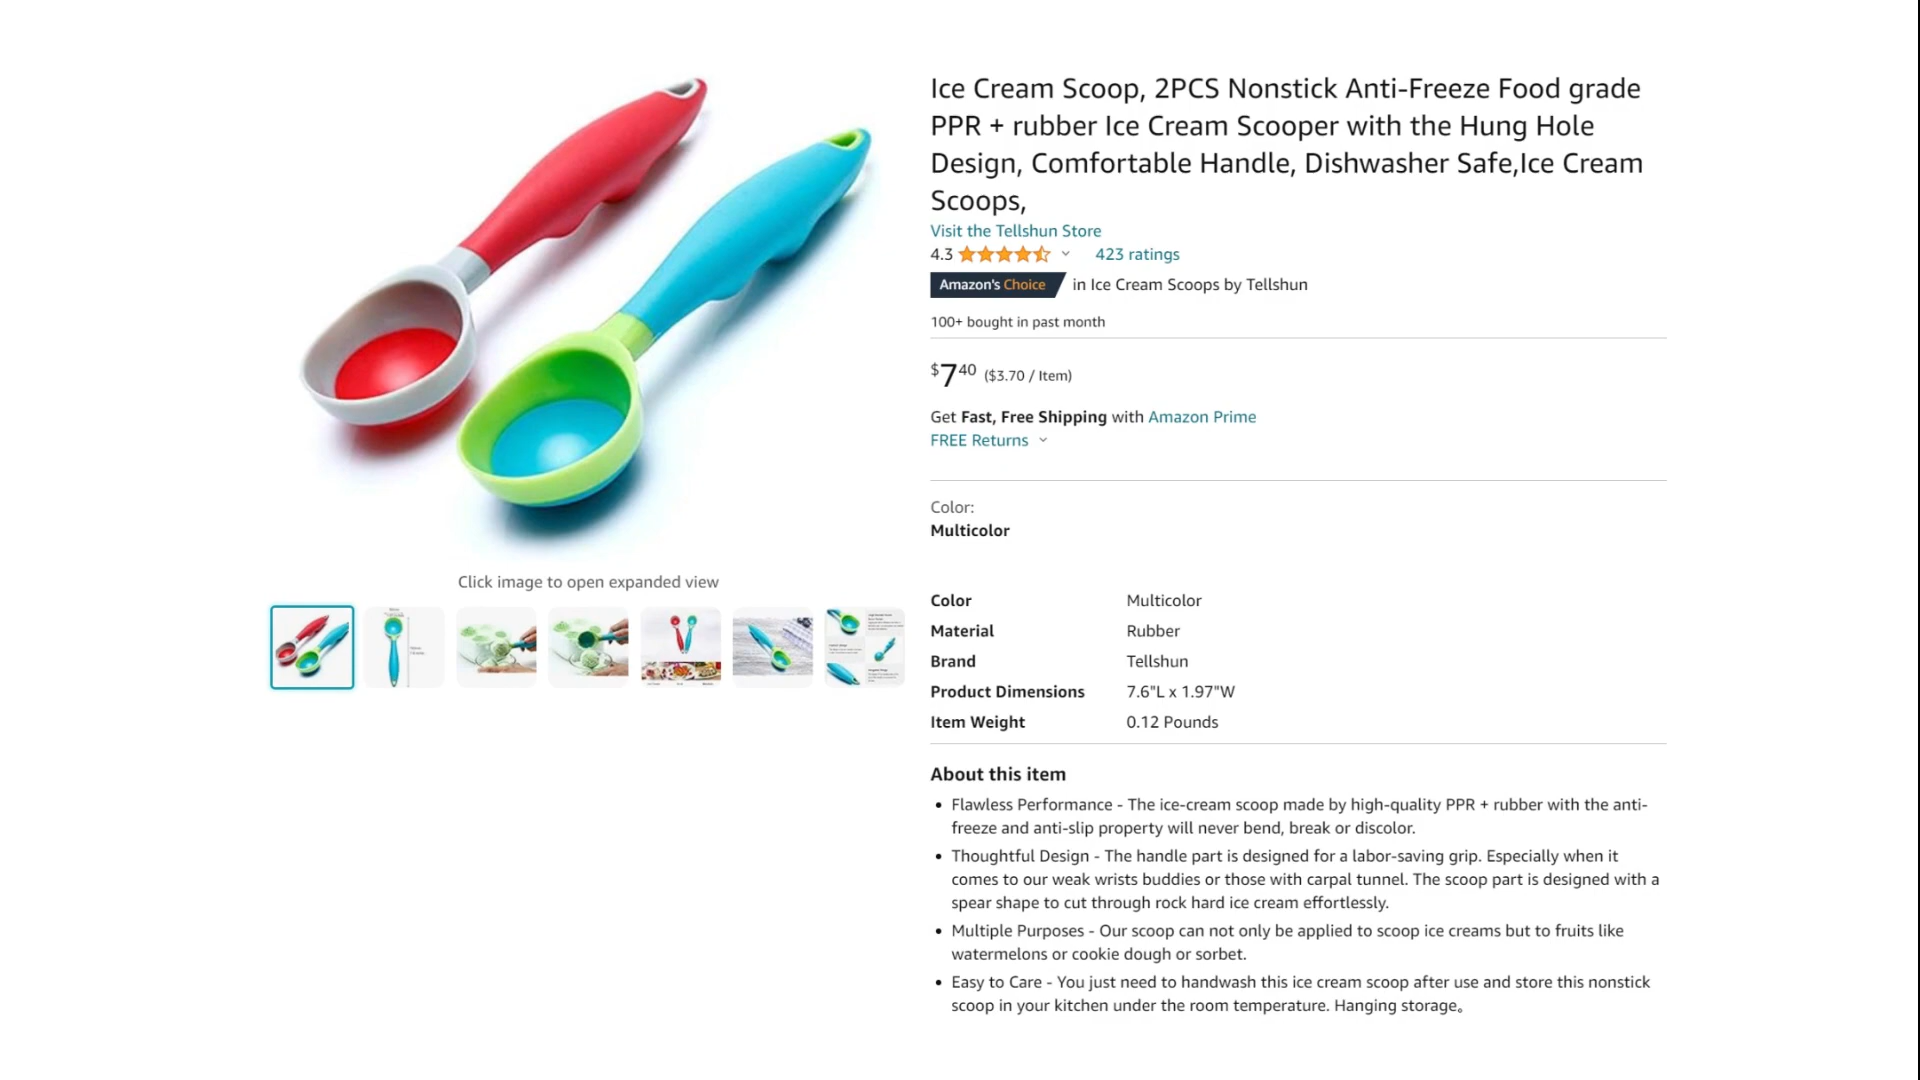 Ice Cream Scoop, 2PCS Nonstick Anti-Freeze Food grade
PPR + rubber Ice Cream Scooper with the Hung Hole
Design, Comfortable Handle, Dishwasher Safe,Ice Cream
Scoops,
Visit the Tellshun Store
4.3 423 ratings
Amazon's Choice in Ice Cream Scoops by Tellshun
100+ bought in past month
$7 40 ($3.70 / Item)
Get Fast, Free Shipping with Amazon Prime
FREE Returns
Color:
Multicolor
Click image to open expanded view
Color Multicolor
Material Rubber
Brand Tellshun
Product Dimensions 7.6"L x 1.97"W
Item Weight 0.12 Pounds
About this item
• Flawless Performance - The ice-cream scoop made by high-quality PPR + rubber with the anti-
freeze and anti-slip property will never bend, break or discolor.
• Thoughtful Design - The handle part is designed for a labor-saving grip. Especially when it
comes to our weak wrists buddies or those with carpal tunnel. The scoop part is designed with a
spear shape to cut through rock hard ice cream effortlessly.
• Multiple Purposes - Our scoop can not only be applied to scoop ice creams but to fruits like
watermelons or cookie dough or sorbet.
• Easy to Care - You just need to handwash this ice cream scoop after use and store this nonstick
scoop in your kitchen under the room temperature. Hanging storage。